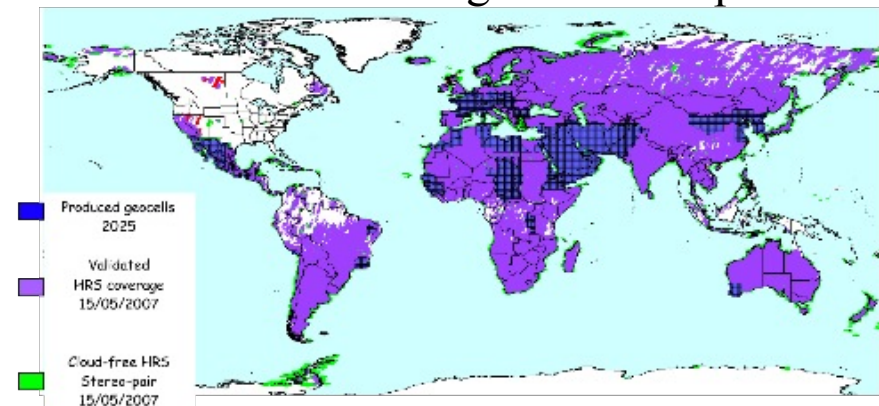 Produced geocells
2025
Validated
HRS coverage
15/05/2007
Cloud-free HRS
Stereo-pair
15/05/2007